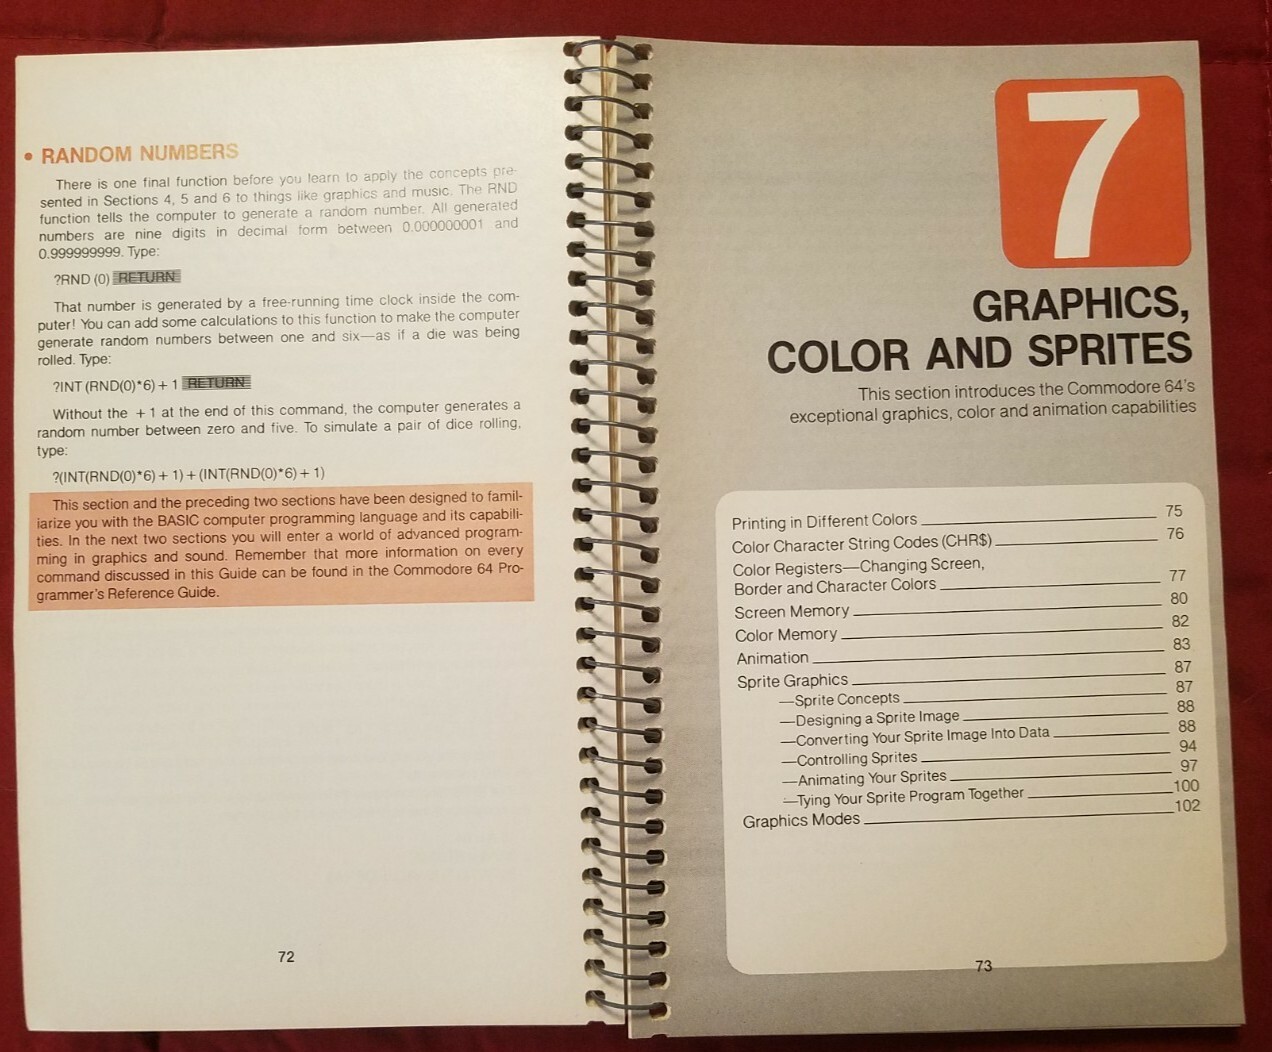 • RANDOM NUMBERS
There is one final function before you learn to apply the concepts pre-
sented in Sections 4, 5 and 6 to things like graphics and music. The RND
function tells the computer to generate a random number. All generated
numbers are nine digits in decimal form between 0.000000001 and
0.999999999. Type:
?RND (0) RETURN
That number is generated by a free-running time clock inside the com-
puter! You can add some calculations to this function to make the computer
generate random numbers between one and six—as if a die was being
rolled. Type:
?INT (RND(0)*6) + 1 RETURN
Without the + 1 at the end of this command, the computer generates a
random number between zero and five. To simulate a pair of dice rolling,
type:
?(INT(RND(0)*6) + 1) + (INT(RND(0)*6) + 1)
This section and the preceding two sections have been designed to famil-
iarize you with the BASIC computer programming language and its capabili-
ties. In the next two sections you will enter a world of advanced program-
ming in graphics and sound. Remember that more information on every
command discussed in this Guide can be found in the Commodore 64 Pro-
grammer's Reference Guide.
72
7
GRAPHICS,
COLOR AND SPRITES
This section introduces the Commodore 64's
exceptional graphics, color and animation capabilities
Printing in Different Colors 75
Color Character String Codes (CHR$) 76
Color Registers—Changing Screen,
Border and Character Colors 77
Screen Memory 80
Color Memory 82
Animation 83
Sprite Graphics 87
—Sprite Concepts 87
—Designing a Sprite Image 88
—Converting Your Sprite Image Into Data 88
—Controlling Sprites 94
—Animating Your Sprites 97
—Tying Your Sprite Program Together 100
Graphics Modes 102
73